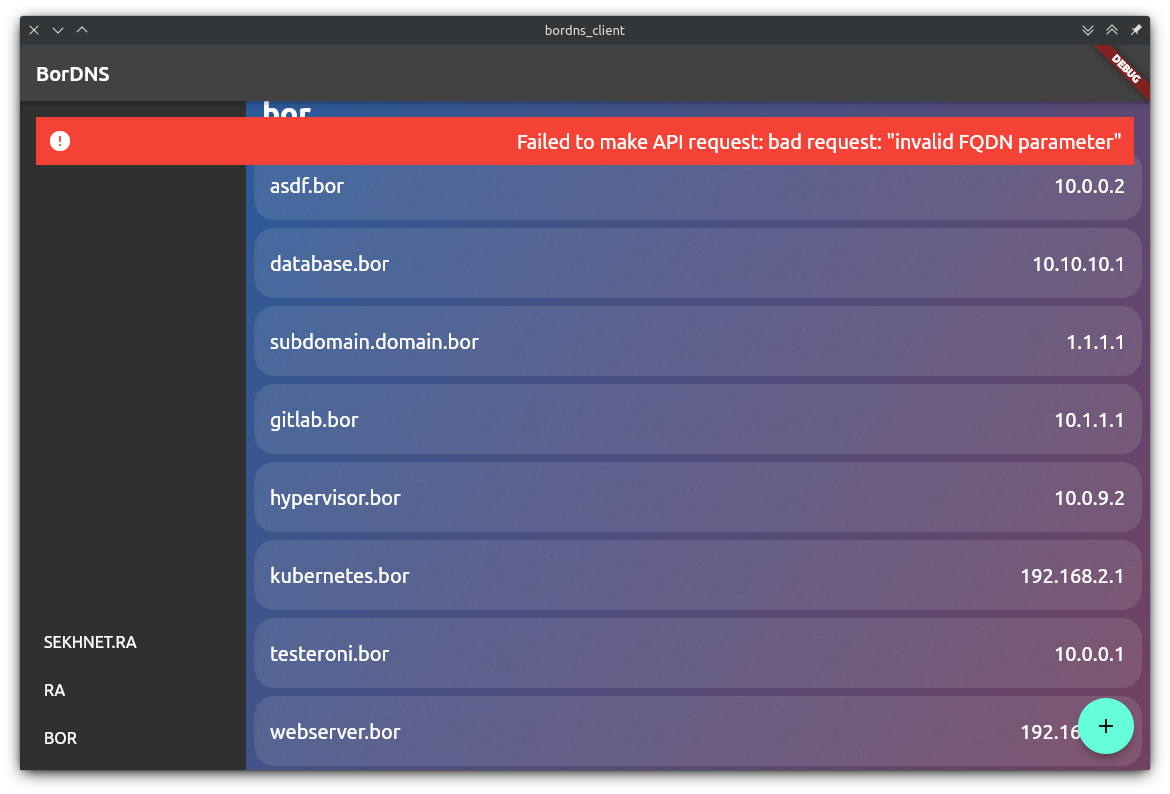 bordns_client
BorDNS
DEBUG
bor
Failed to make API request: bad request: "invalid FQDN parameter"
asdf.bor 10.0.0.2
database.bor 10.10.10.1
subdomain.domain.bor 1.1.1.1
gitlab.bor 10.1.1.1
hypervisor.bor 10.0.9.2
kubernetes.bor 192.168.2.1
testeroni.bor 10.0.0.1
webserver.bor 192.16
SEKHNET.RA
RA
BOR